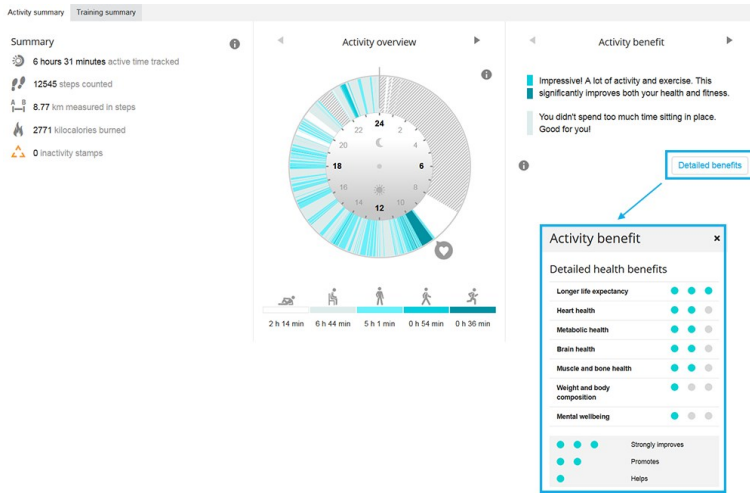 Activity summary
Training summary
Summary
6 hours 31 minutes active time tracked
12545 steps counted
A B
8.77 km measured in steps
2771 kilocalories burned
0 inactivity stamps
Activity overview
24
22
2
20
4
18
6
16
8
14
10
12
2 h 14 min
6 h 44 min
5 h 1 min
0 h 54 min
0 h 36 min
Activity benefit
Impressive! A lot of activity and exercise. This
significantly improves both your health and fitness.
You didn't spend too much time sitting in place.
Good for you!
Detailed benefits
Activity benefit
×
Detailed health benefits
Longer life expectancy
Heart health
Metabolic health
Brain health
Muscle and bone health
Weight and body
composition
Mental wellbeing
Strongly improves
Promotes
Helps